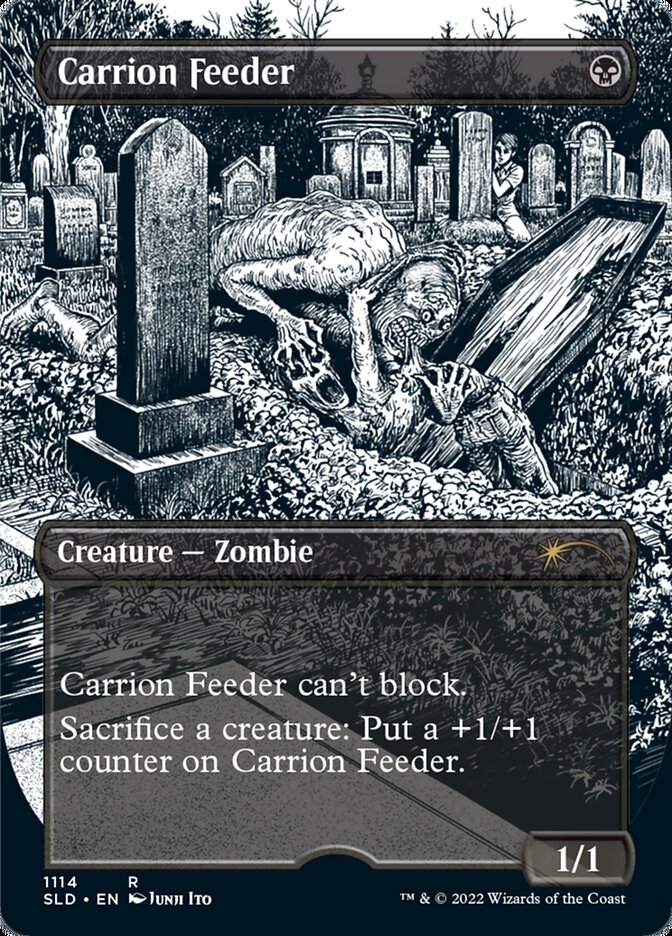 Carrion Feeder
Creature — Zombie
Carrion Feeder can't block.
Sacrifice a creature: Put a +1/+1
counter on Carrion Feeder.
1/1
1114 R
SLD • EN Junji Ito
™ & © 2022 Wizards of the Coast